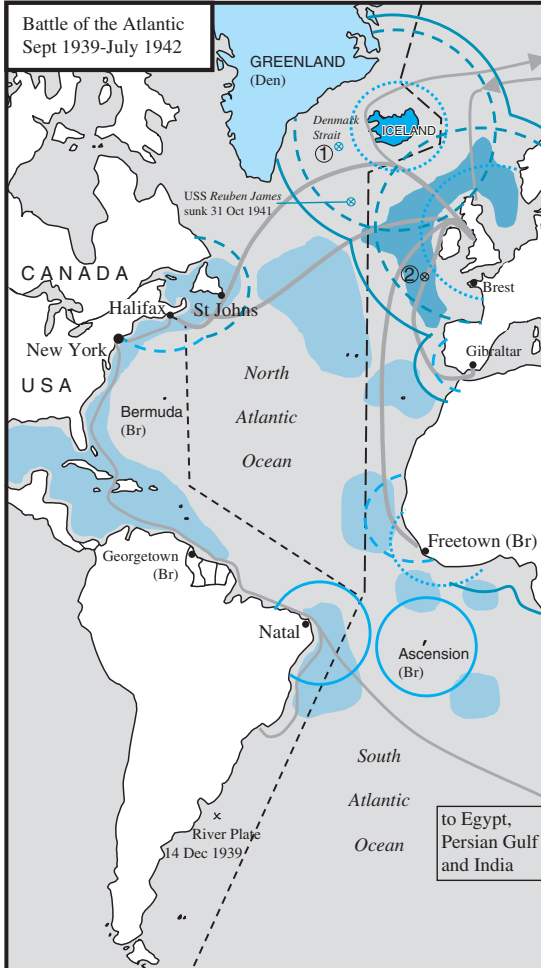 Battle of the Atlantic
Sept 1939-July 1942
GREENLAND
(Den)
Denmark
Strait
ICELAND
1
USS Reuben James
sunk 31 Oct 1941
2
CANADA
Brest
Halifax
St Johns
New York
Gibraltar
USA
North
Atlantic
Ocean
Bermuda
(Br)
Freetown (Br)
Georgetown
(Br)
Natal
Ascension
(Br)
South
Atlantic
Ocean
to Egypt,
Persian Gulf
and India
River Plate
14 Dec 1939